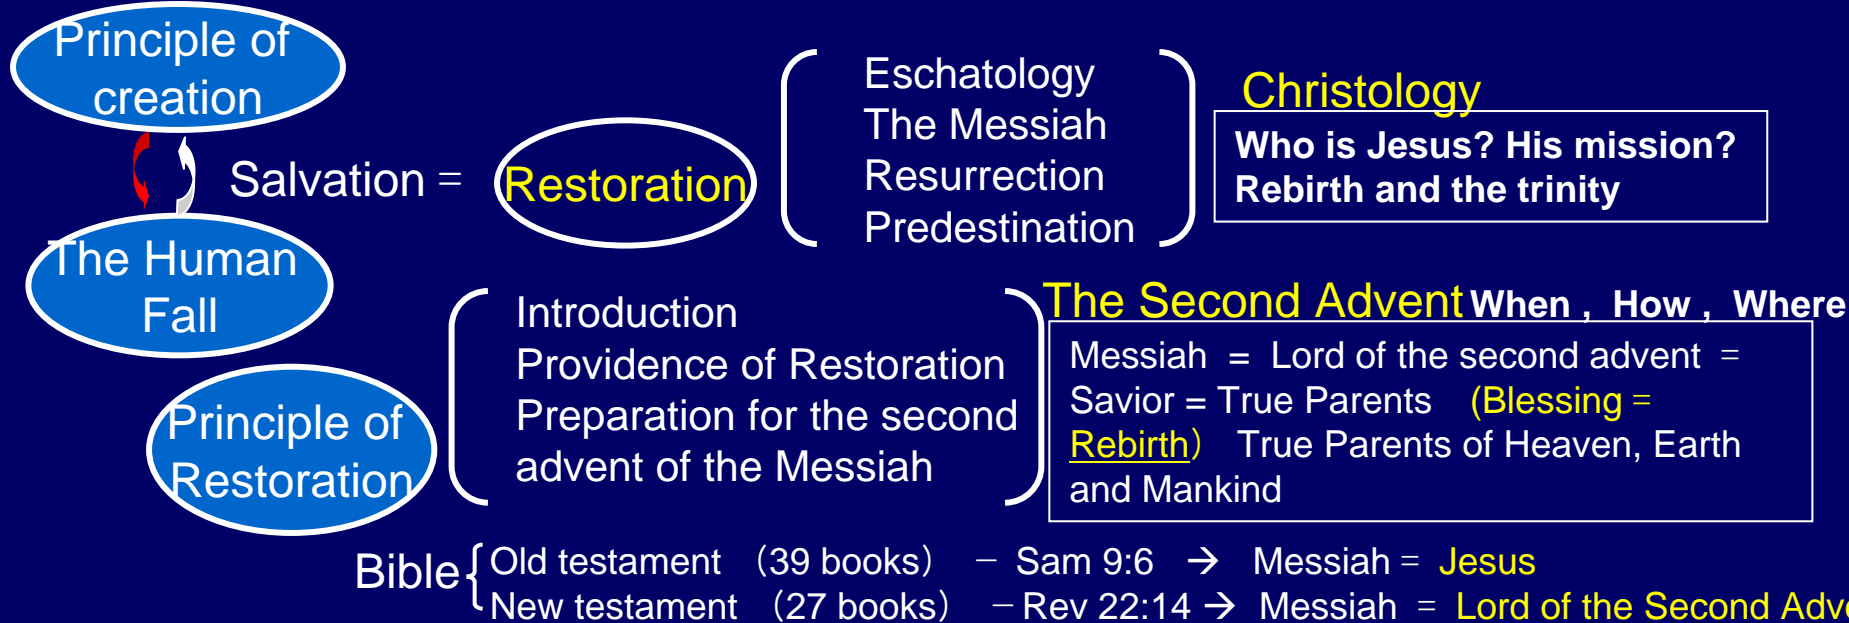 Principle of
creation
Salvation =
Restoration
Eschatology
The Messiah
Resurrection
Predestination
Christology
Who is Jesus? His mission?
Rebirth and the trinity
The Human
Fall
Principle of
Restoration
Introduction
Providence of Restoration
Preparation for the second
advent of the Messiah
The Second Advent When , How , Where
Messiah = Lord of the second advent =
Savior = True Parents (Blessing =
Rebirth） True Parents of Heaven, Earth
and Mankind
Bible
Old testament （39 books） – Sam 9:6 → Messiah = Jesus
New testament （27 books） – Rev 22:14 → Messiah = Lord of the Second